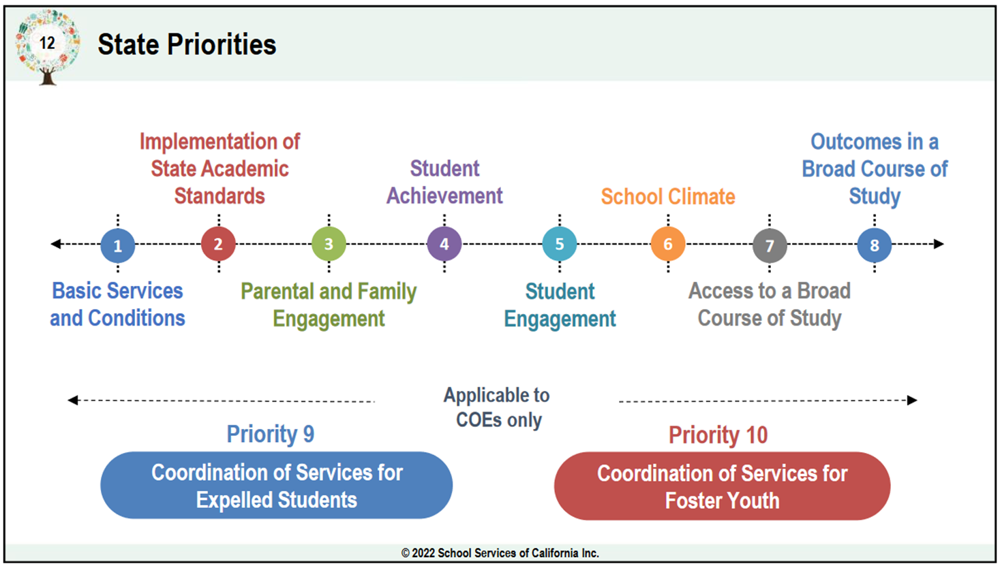 12
State Priorities
Implementation of
State Academic
Standards
Student
Achievement
School Climate
Outcomes in a
Broad Course of
Study
1
2
3
4
5
6
7
8
Basic Services
and Conditions
Parental and Family
Engagement
Student
Engagement
Access to a Broad
Course of Study
Applicable to
COEs only
Priority 9
Coordination of Services for
Expelled Students
Priority 10
Coordination of Services for
Foster Youth
© 2022 School Services of California Inc.